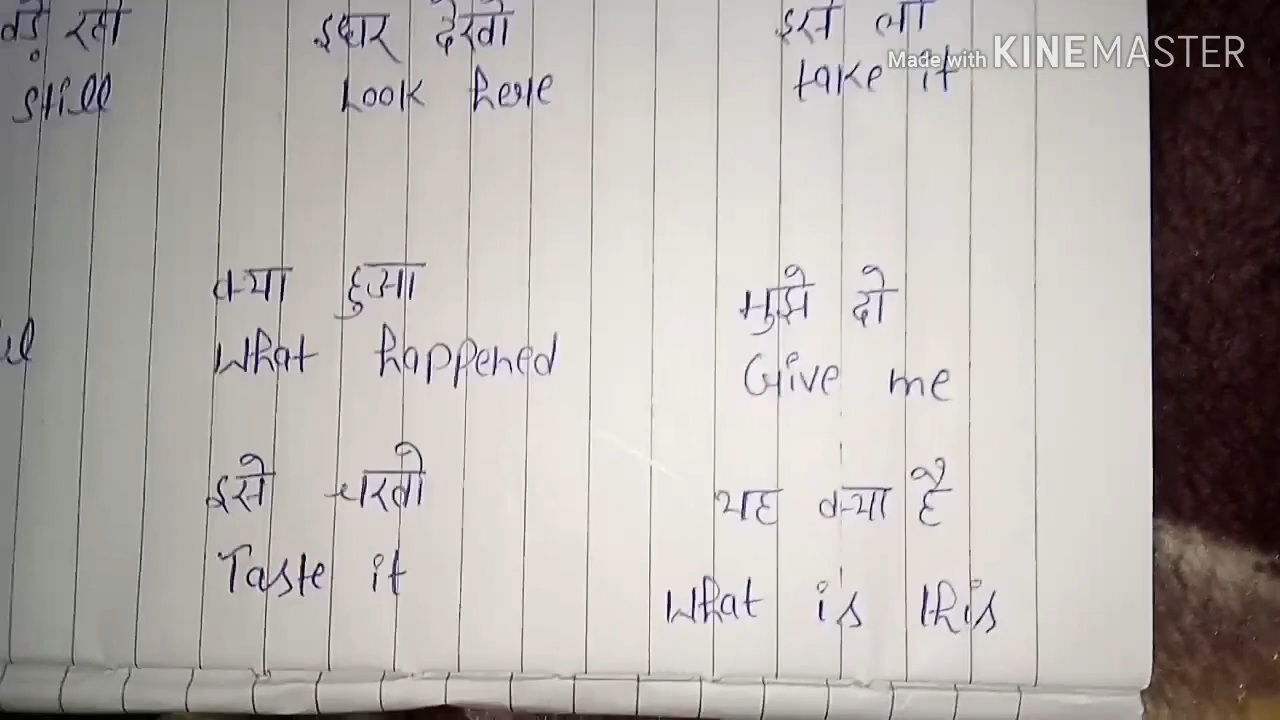 इधर देखो
इसे लो
Made with KINEMASTER
still
Look here
take it
क्या हुआ
मुझे दो
What happened
Give me
इसे चखो
यह क्या है
Taste it
What is this